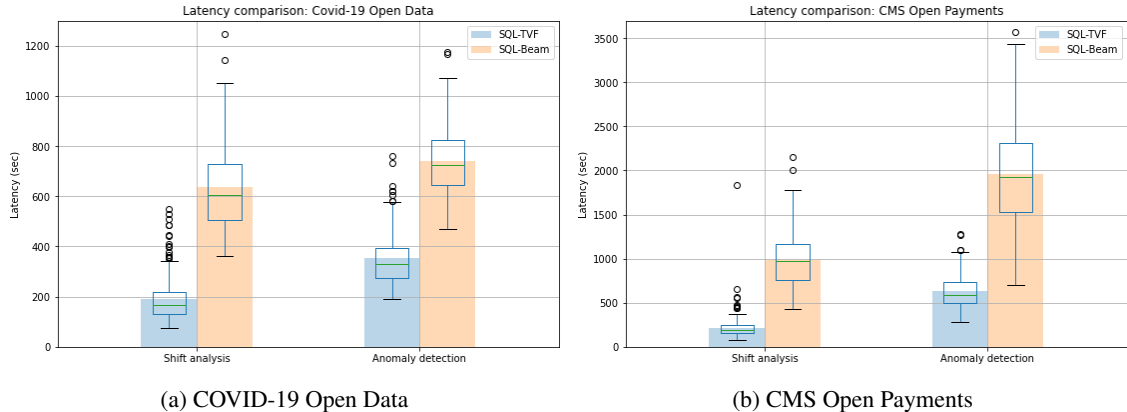 Latency comparison: Covid-19 Open Data
SQL-TVF
SQL-Beam
1200
1000
800
600
400
200
0
Latency (sec)
Shift analysis
Anomaly detection
(a) COVID-19 Open Data
Latency comparison: CMS Open Payments
SQL-TVF
SQL-Beam
3500
3000
2500
2000
1500
1000
500
0
Latency (sec)
Shift analysis
Anomaly detection
(b) CMS Open Payments